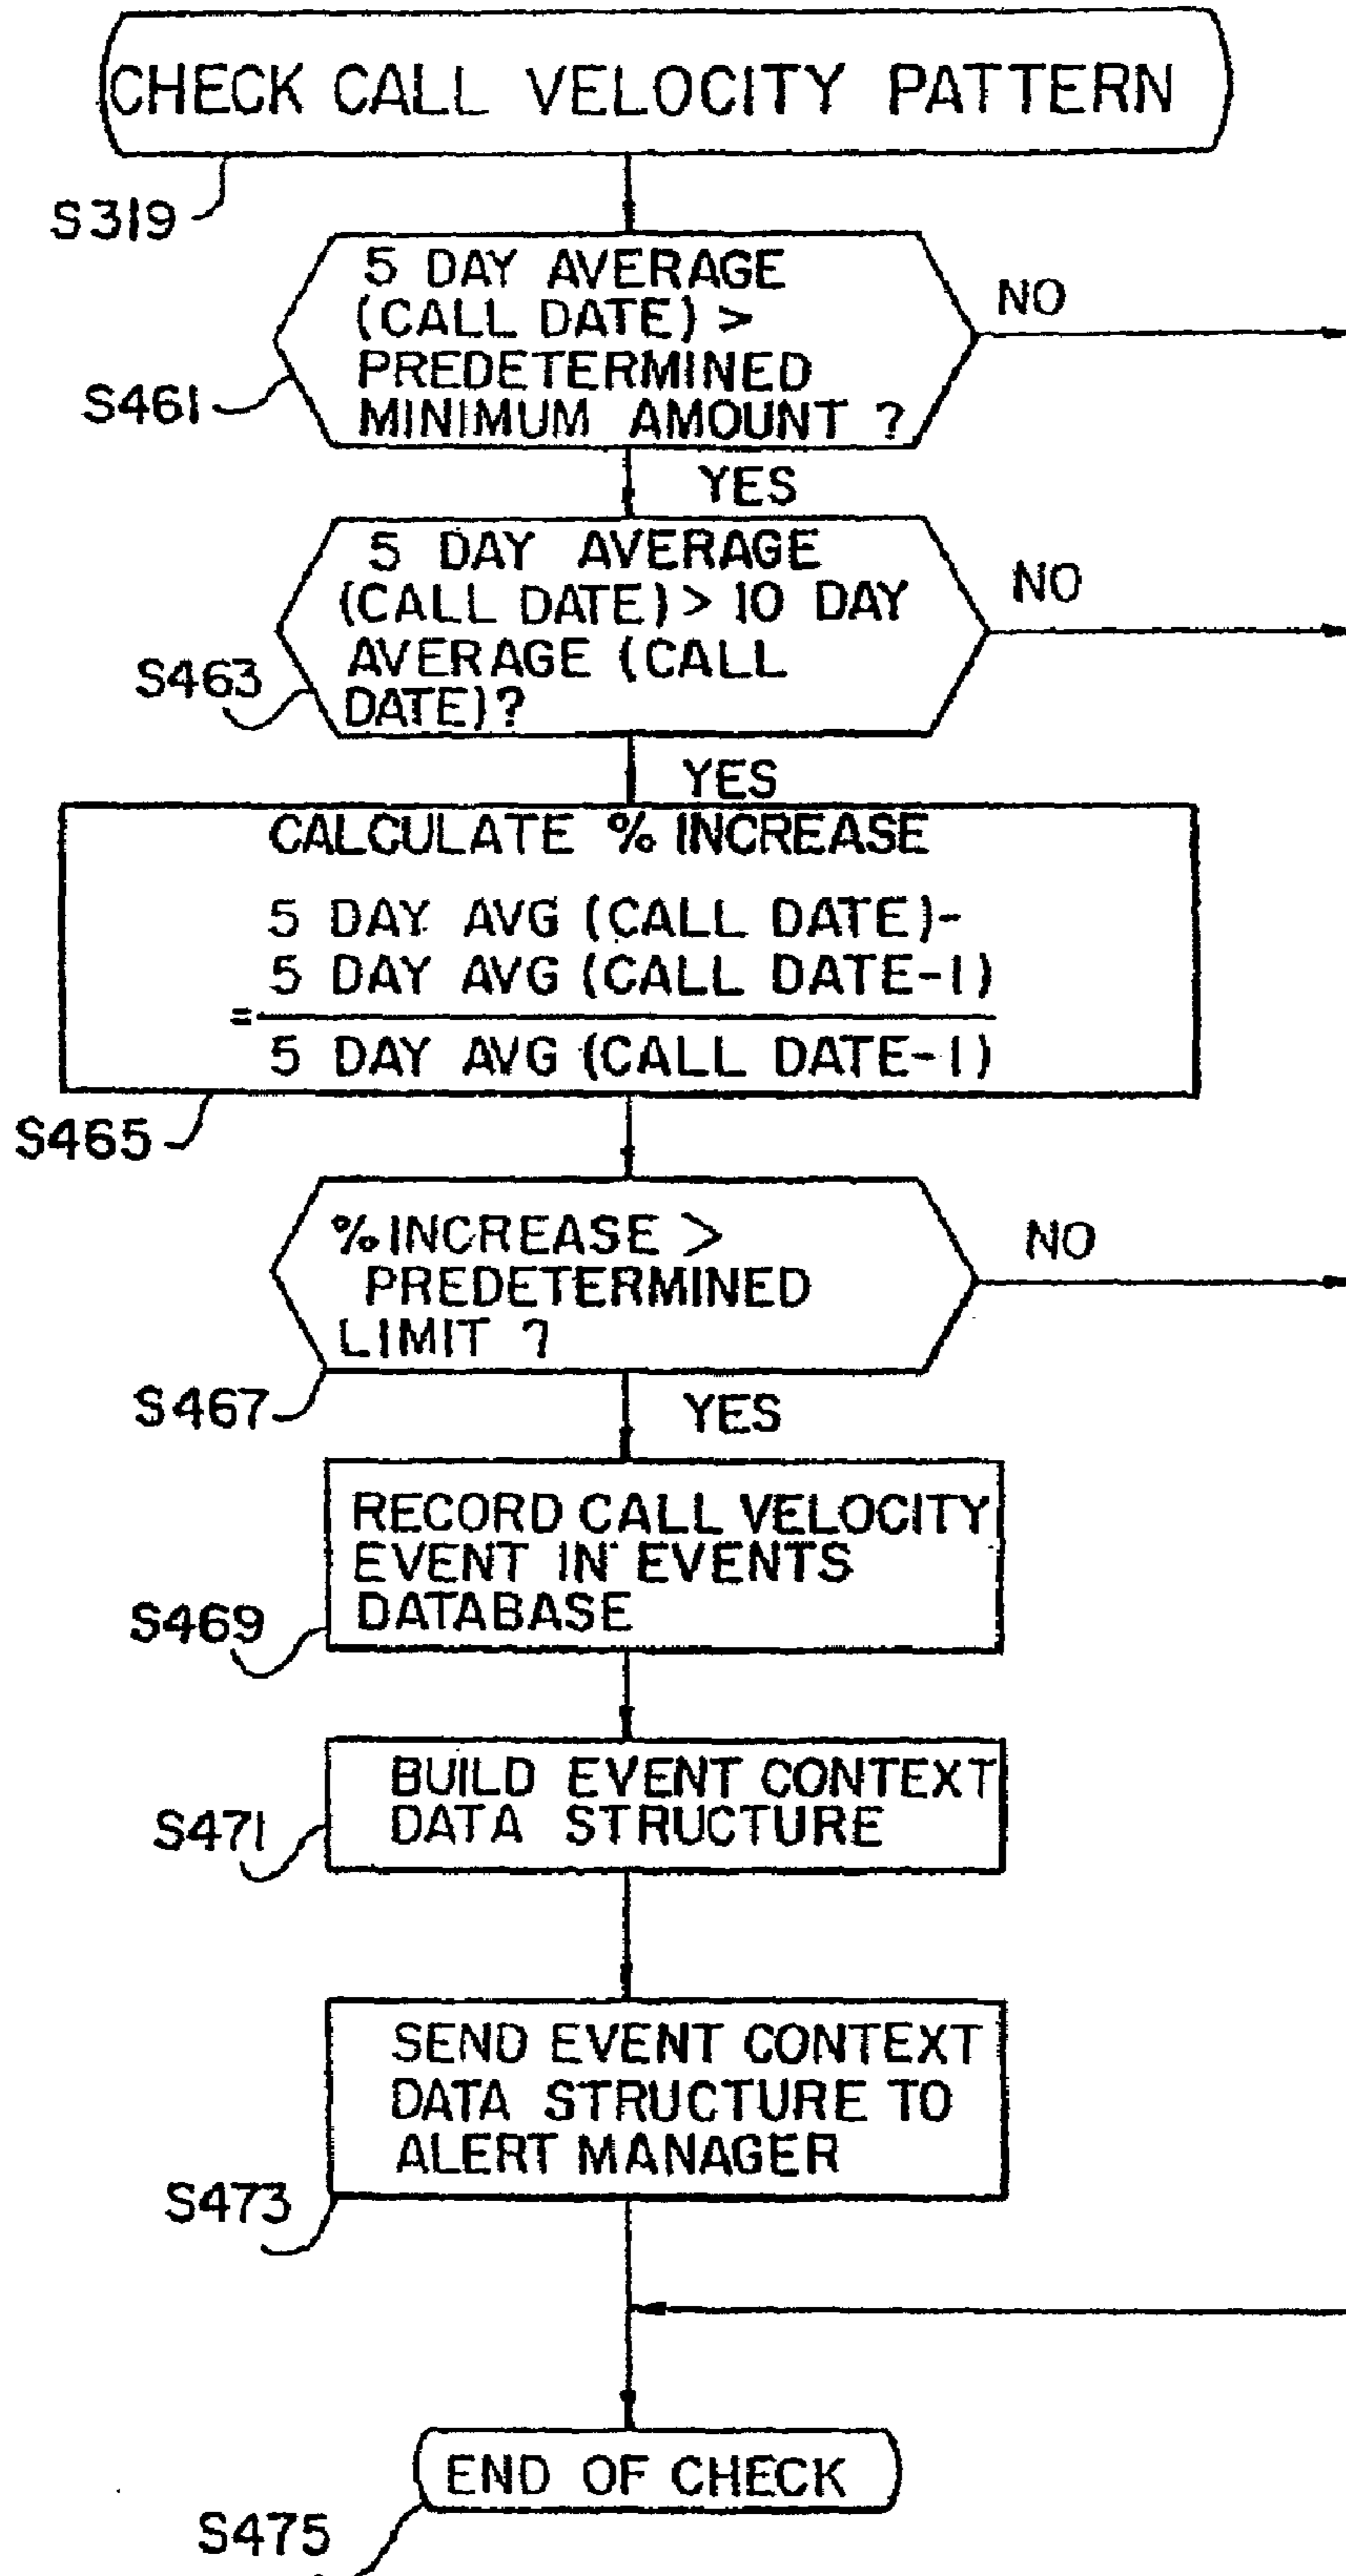 CHECK CALL VELOCITY PATTERN
S319
5 DAY AVERAGE
(CALL DATE) >
PREDETERMINED
MINIMUM AMOUNT ?
NO
S461
YES
5 DAY AVERAGE
(CALL DATE) > 10 DAY
AVERAGE (CALL
DATE)?
NO
S463
YES
CALCULATE % INCREASE
5 DAY AVG (CALL DATE)-
5 DAY AVG (CALL DATE-1)
=
5 DAY AVG (CALL DATE-1)
S465
% INCREASE >
PREDETERMINED
LIMIT ?
NO
S467
YES
RECORD CALL VELOCITY
EVENT IN EVENTS
DATABASE
S469
BUILD EVENT CONTEXT
DATA STRUCTURE
S471
SEND EVENT CONTEXT
DATA STRUCTURE TO
ALERT MANAGER
S473
END OF CHECK
S475